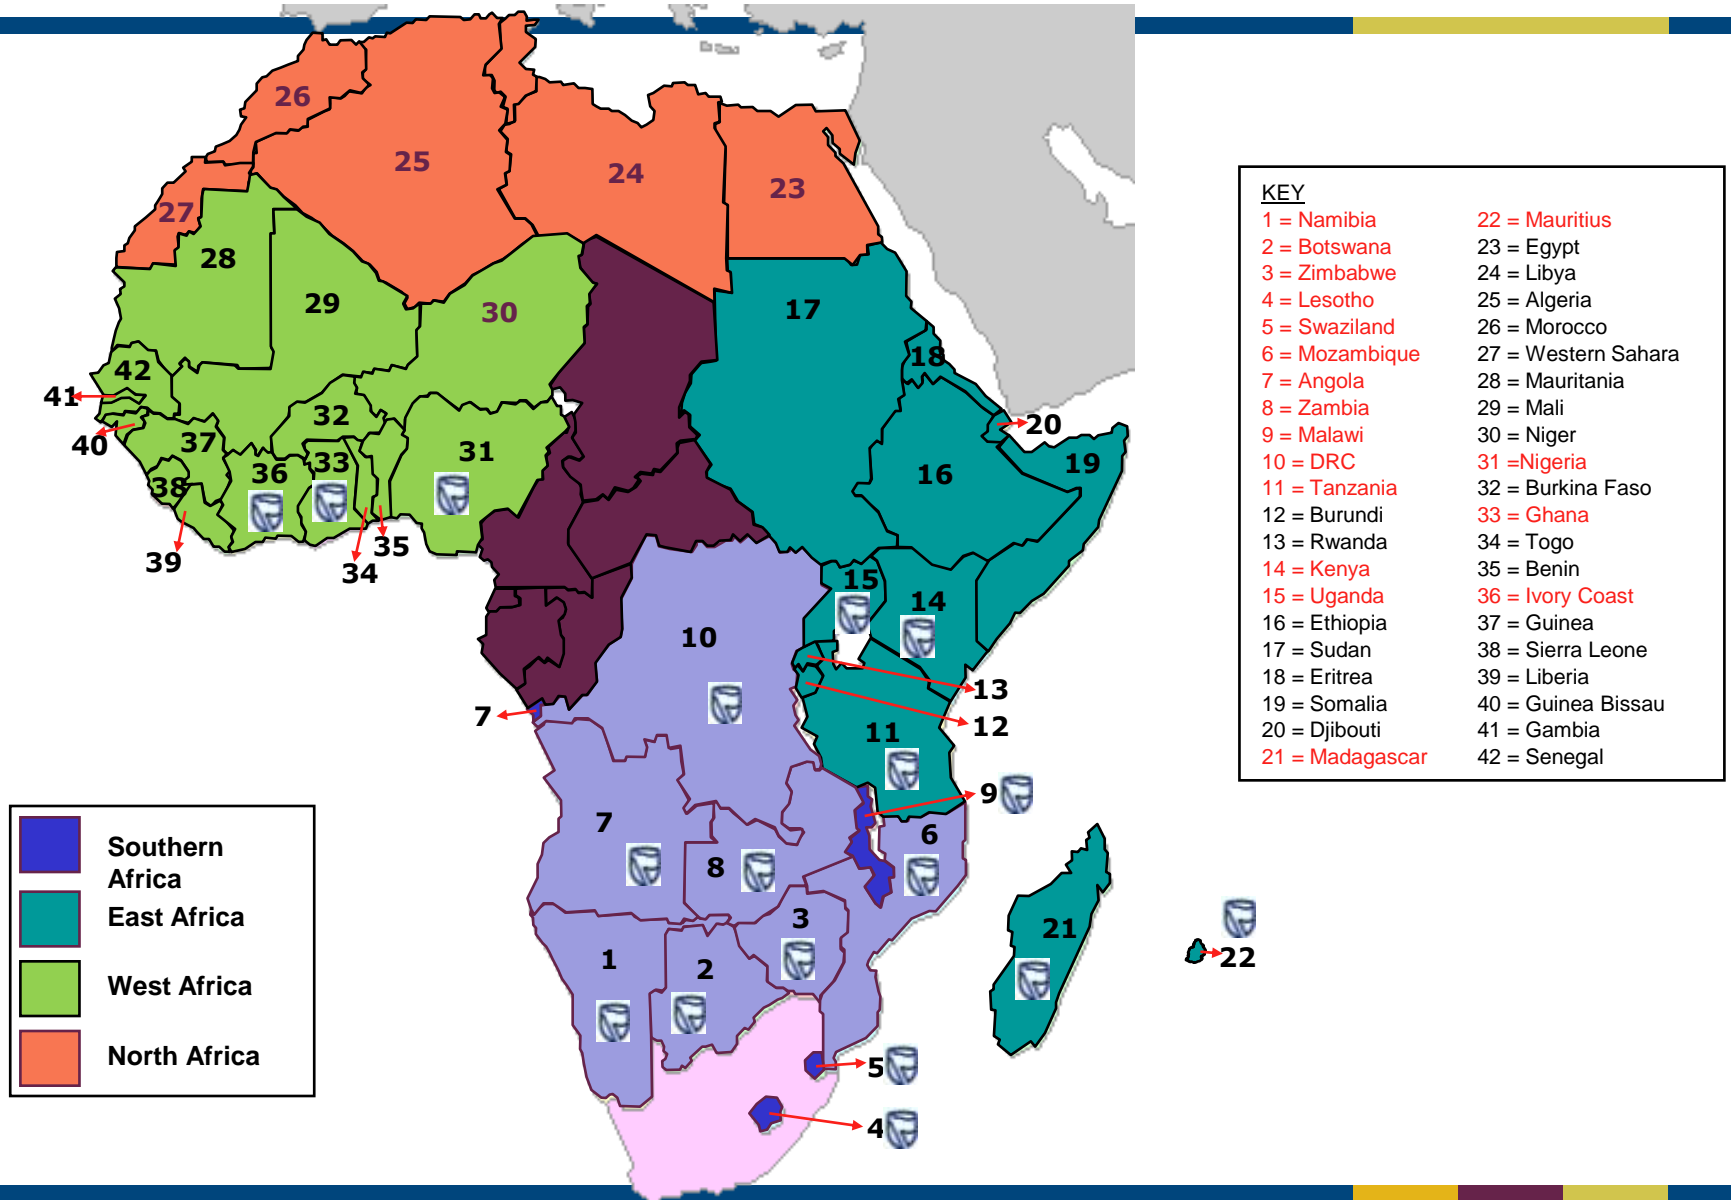 26
25
24
23
27
28
29
30
17
18
42
41
32
20
40
37
31
19
36
33
16
38
39
35
34
15
14
10
13
7
12
11
9
7
6
8
3
21
1
2
22
5
4
KEY
1 = Namibia
2 = Botswana
3 = Zimbabwe
4 = Lesotho
5 = Swaziland
6 = Mozambique
7 = Angola
8 = Zambia
9 = Malawi
10 = DRC
11 = Tanzania
12 = Burundi
13 = Rwanda
14 = Kenya
15 = Uganda
16 = Ethiopia
17 = Sudan
18 = Eritrea
19 = Somalia
20 = Djibouti
21 = Madagascar
22 = Mauritius
23 = Egypt
24 = Libya
25 = Algeria
26 = Morocco
27 = Western Sahara
28 = Mauritania
29 = Mali
30 = Niger
31 =Nigeria
32 = Burkina Faso
33 = Ghana
34 = Togo
35 = Benin
36 = Ivory Coast
37 = Guinea
38 = Sierra Leone
39 = Liberia
40 = Guinea Bissau
41 = Gambia
42 = Senegal
Southern
Africa
East Africa
West Africa
North Africa